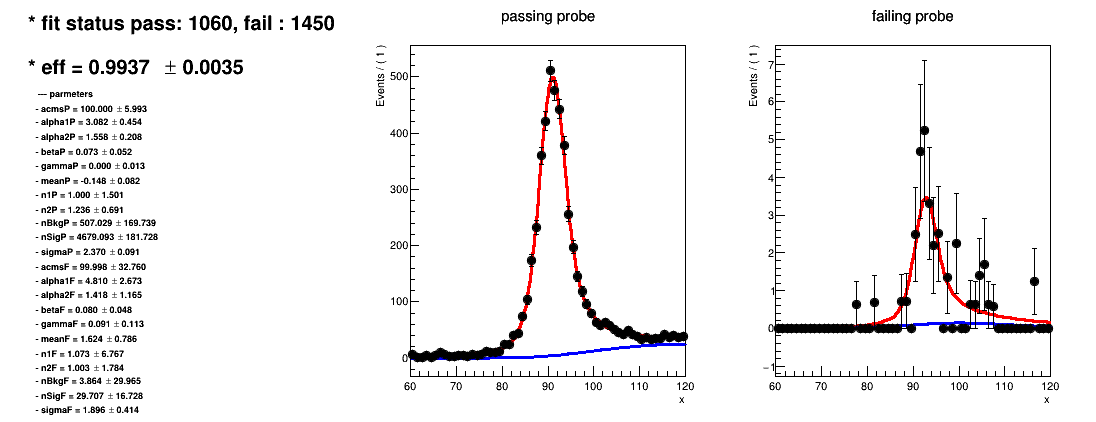 * fit status pass: 1060, fail : 1450
* eff = 0.9937 ± 0.0035
--- parmeters
- acmsP = 100.000 ± 5.993
- alpha1P = 3.082 ± 0.454
- alpha2P = 1.558 ± 0.208
- betaP = 0.073 ± 0.052
- gammaP = 0.000 ± 0.013
- meanP = -0.148 ± 0.082
- n1P = 1.000 ± 1.501
- n2P = 1.236 ± 0.691
- nBkgP = 507.029 ± 169.739
- nSigP = 4679.093 ± 181.728
- sigmaP = 2.370 ± 0.091
- acmsF = 99.998 ± 32.760
- alpha1F = 4.810 ± 2.673
- alpha2F = 1.418 ± 1.165
- betaF = 0.080 ± 0.048
- gammaF = 0.091 ± 0.113
- meanF = 1.624 ± 0.786
- n1F = 1.073 ± 6.767
- n2F = 1.003 ± 1.784
- nBkgF = 3.864 ± 29.965
- nSigF = 29.707 ± 16.728
- sigmaF = 1.896 ± 0.414
passing probe
Events / ( 1 )
500
400
300
200
100
0
60 70 80 90 100 110 120
x
failing probe
Events / ( 1 )
7
6
5
4
3
2
1
0
−1
60 70 80 90 100 110 120
x